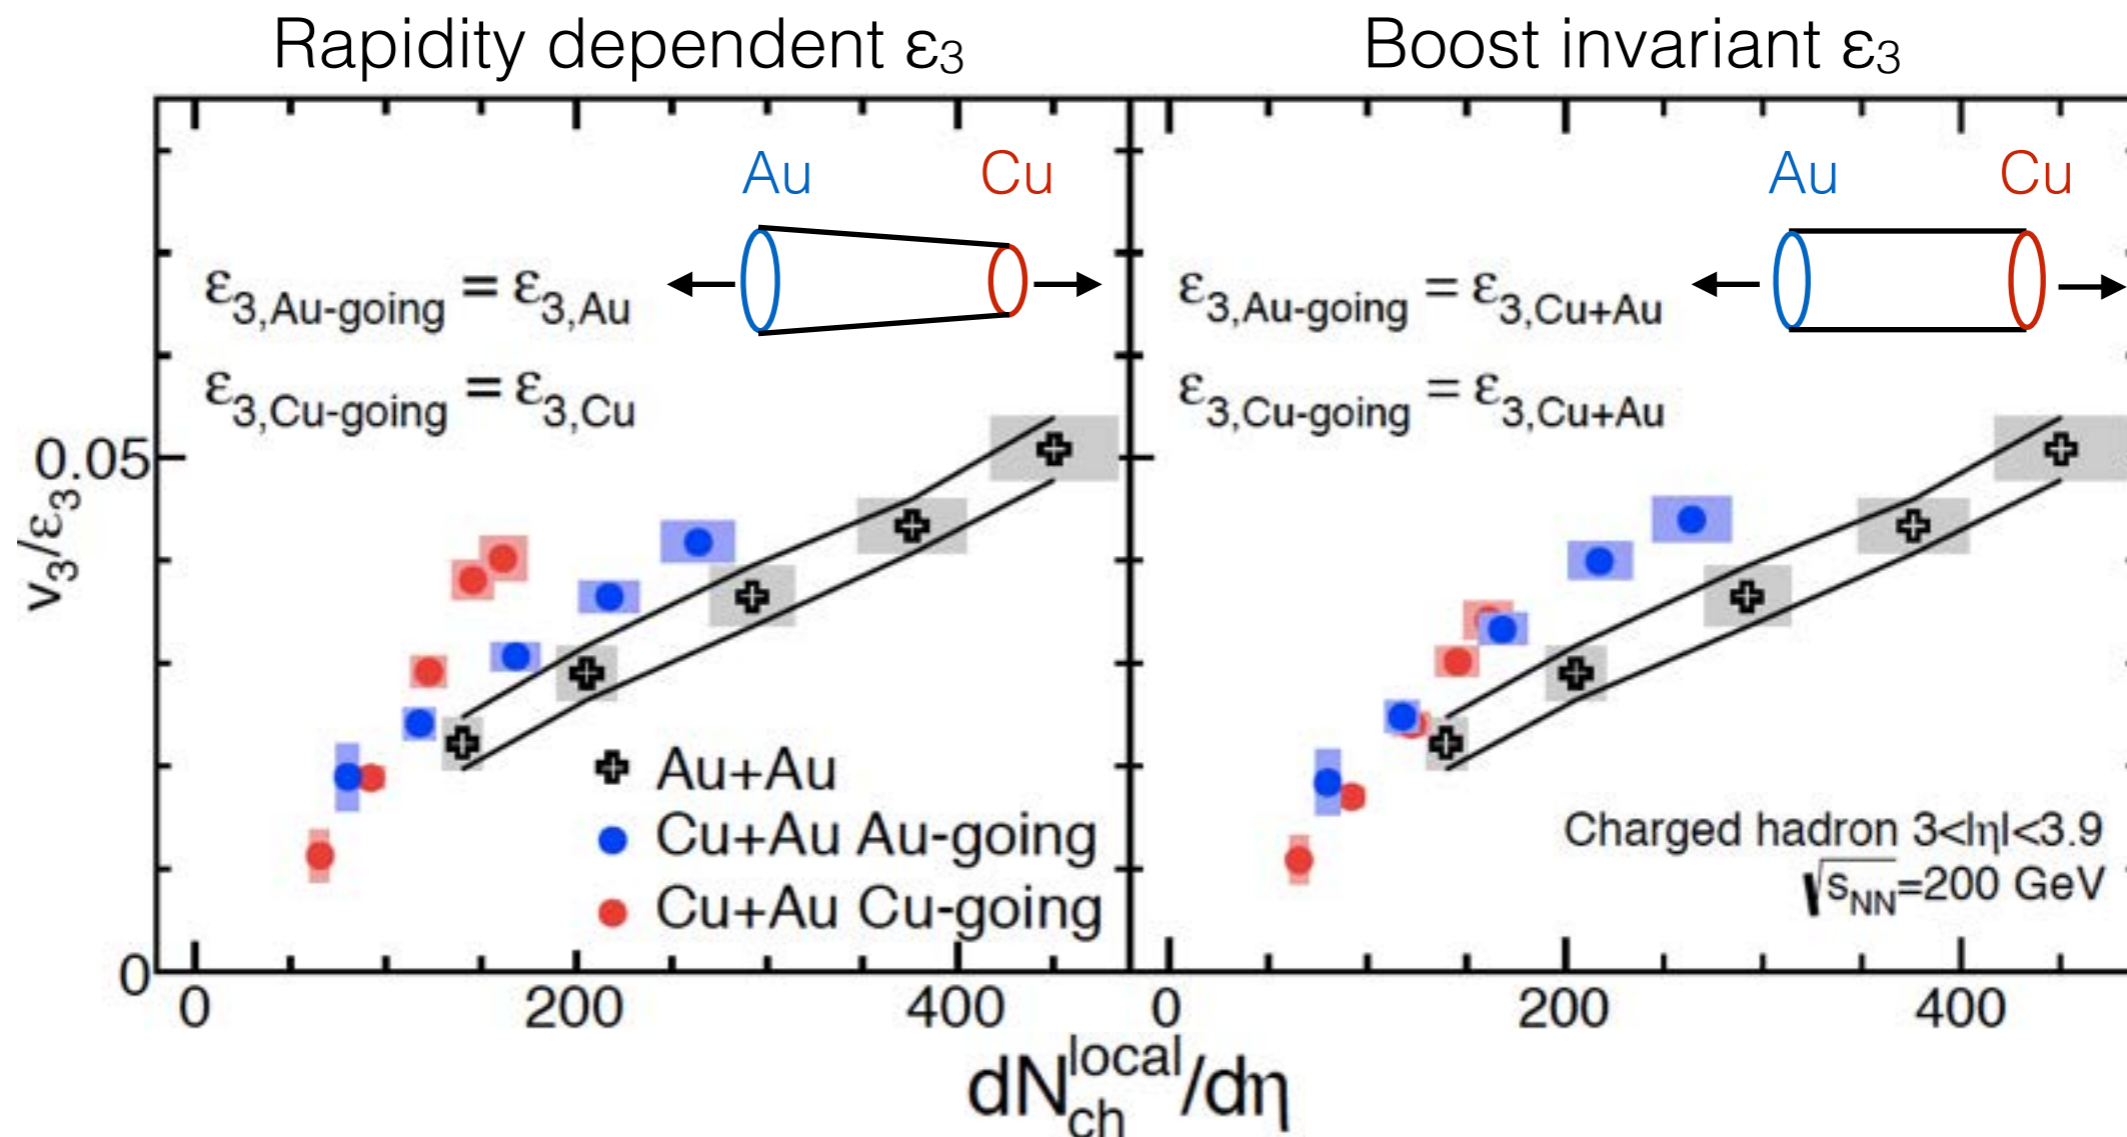 Rapidity dependent ε₃
Boost invariant ε₃
Au
Cu
Au
Cu
ε₃,Au-going = ε₃,Au
ε₃,Cu-going = ε₃,Cu
ε₃,Au-going = ε₃,Cu+Au
ε₃,Cu-going = ε₃,Cu+Au
v₃/ε₃
0.05
0
Au+Au
Cu+Au Au-going
Cu+Au Cu-going
Charged hadron 3<|η|<3.9
√sNN=200 GeV
0
200
400
0
200
400
dNch^local/dη